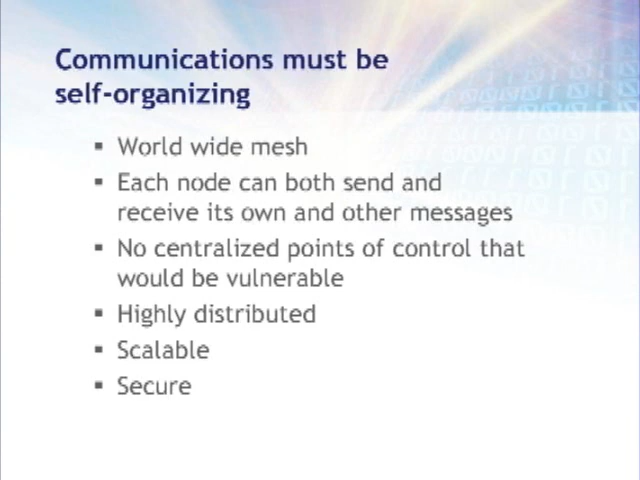 Communications must be
self-organizing
▪ World wide mesh
▪ Each node can both send and
receive its own and other messages
▪ No centralized points of control that
would be vulnerable
▪ Highly distributed
▪ Scalable
▪ Secure